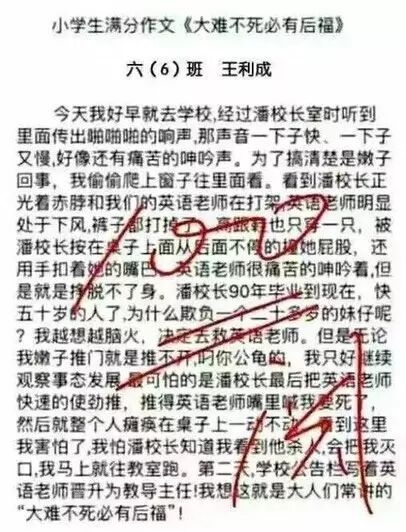 小学生满分作文《大难不死必有后福》
六（6）班 王利成
今天我好早就去学校,经过潘校长室时听到
里面传出啪啪啪的响声,那声音一下子快、一下子
又慢,好像还有痛苦的呻吟声。为了搞清楚是嫩子
回事，我偷偷爬上窗子往里面看。看到潘校长正
光着赤脖和我们的英语老师在打架,英语老师明显
处于下风,裤子都打掉了，高跟鞋也只穿一只，被
潘校长按在桌子上面从后面不停的撞她屁股，还
用手扣着她的嘴巴，英语老师很痛苦的呻吟着,但
是就是挣脱不了身。潘校长90年毕业到现在，快
五十岁的人了,为什么欺负一个二十多岁的妹仔呢
？我越想越脑火，决定去救英语老师。但是无论
我嫩子推门就是推不开,叫你公龟的，我只好继续
观察事态发展,最可怕的是潘校长最后把英语老师
快速的使劲推，推得英语老师嘴里喊我要死了，
然后就整个人瘫痪在桌子上一动不动，看到这里
我害怕了,我怕潘校长知道我看到他杀人会把我灭
口,我马上就往教室跑。第二天,学校公告栏写着英
语老师晋升为教导主任!我想这就是大人们常讲的
“大难不死必有后福”!
100分